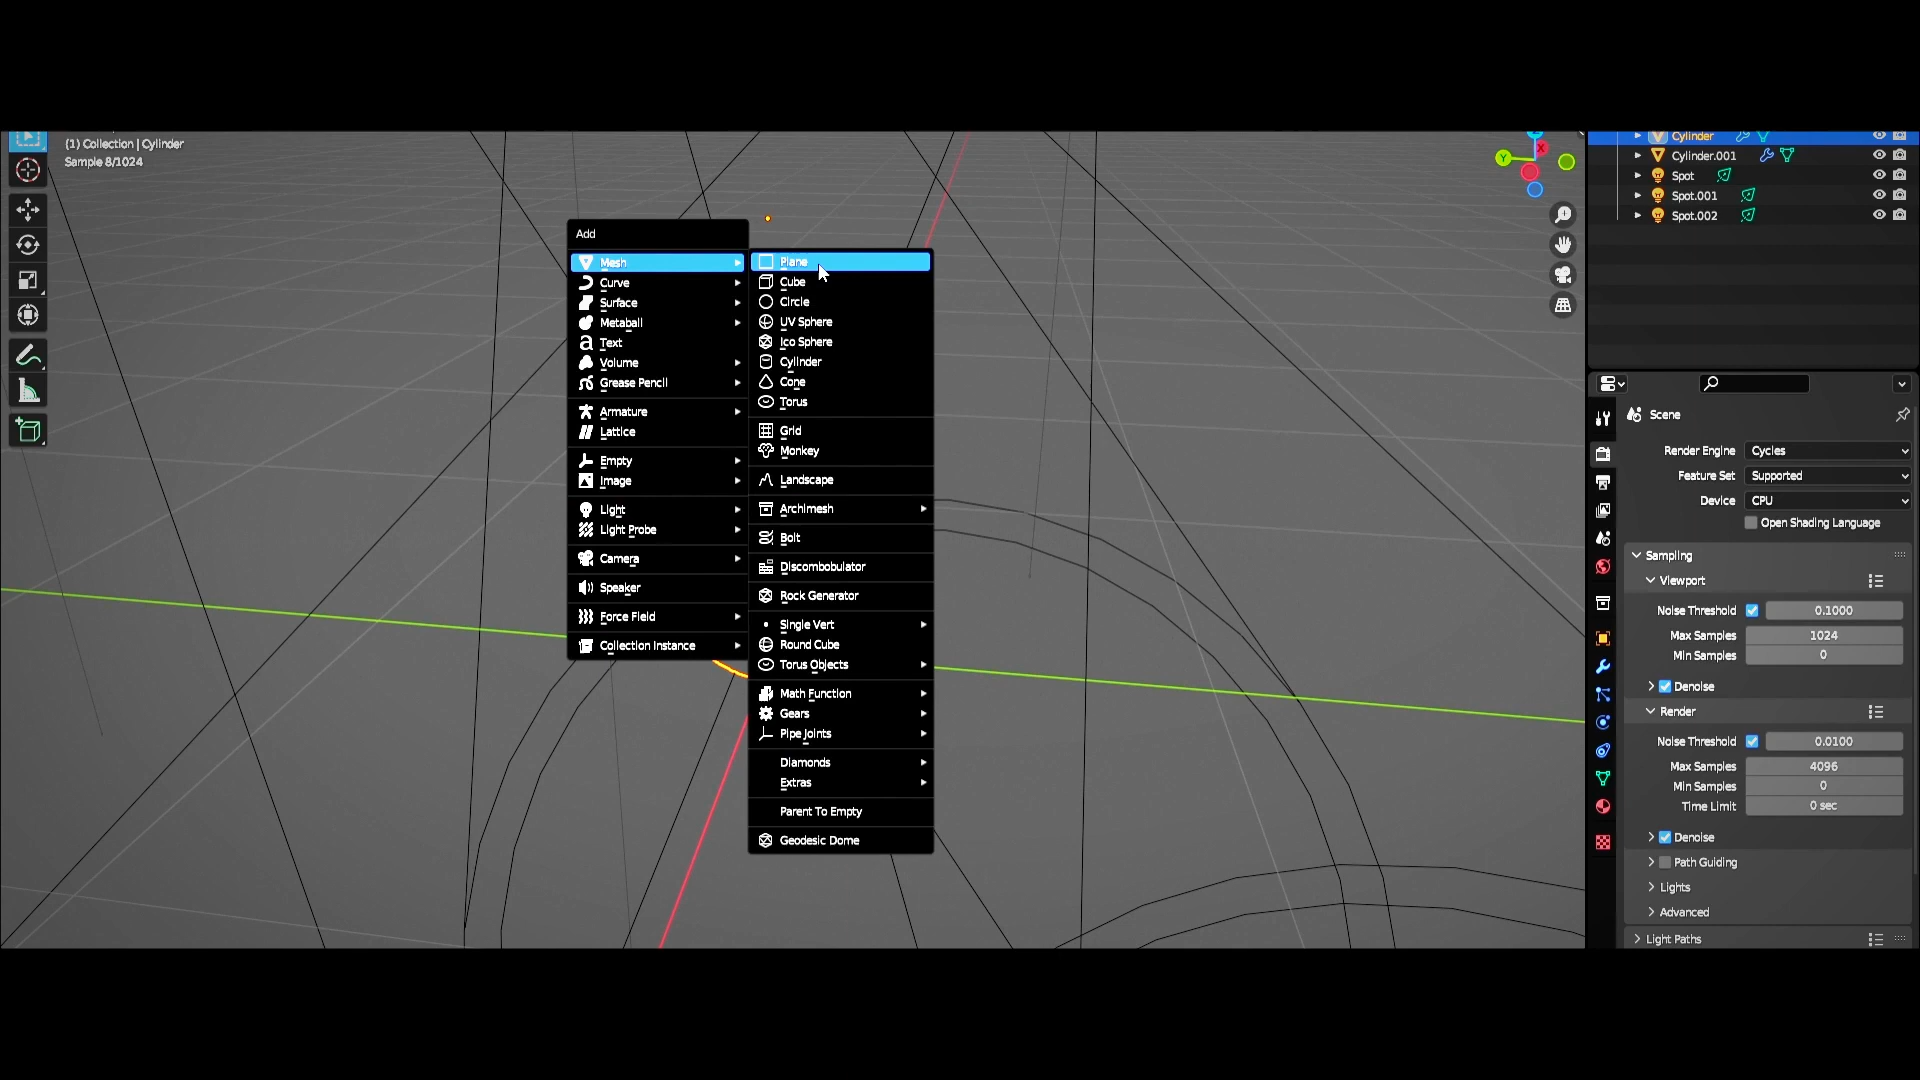 (1) Collection | Cylinder
Sample 8/1024
Add
Mesh
Curve
Surface
Metaball
Text
Volume
Grease Pencil
Armature
Lattice
Empty
Image
Light
Light Probe
Camera
Speaker
Force Field
Collection Instance
Plane
Cube
Circle
UV Sphere
Ico Sphere
Cylinder
Cone
Torus
Grid
Monkey
Landscape
Archimesh
Bolt
Discombobulator
Rock Generator
Single Vert
Round Cube
Torus Objects
Math Function
Gears
Pipe Joints
Diamonds
Extras
Parent To Empty
Geodesic Dome
Y
X
Z
Cylinder
Cylinder.001
Spot
Spot.001
Spot.002
Scene
Render Engine Cycles
Feature Set Supported
Device CPU
Open Shading Language
Sampling
Viewport
Noise Threshold 0.1000
Max Samples 1024
Min Samples 0
Denoise
Render
Noise Threshold 0.0100
Max Samples 4096
Min Samples 0
Time Limit 0 sec
Denoise
Path Guiding
Lights
Advanced
Light Paths